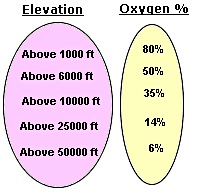 Elevation Oxygen %
Above 1000 ft 80%
Above 6000 ft 50%
Above 10000 ft 35%
Above 25000 ft 14%
Above 50000 ft 6%